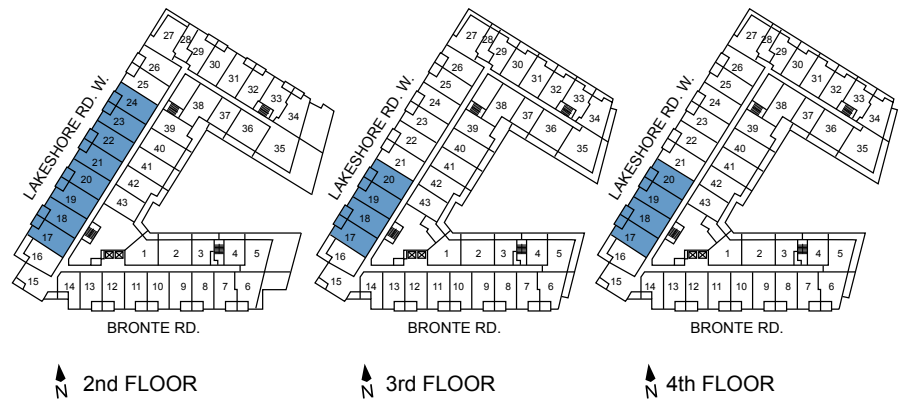 LAKESHORE RD. W.
27 28 29 30 31 32 33 34
26 25 24 23 22 21 20 19 18 17 16 15
38 37 36 35
39 40 41 42 43
1 2 3 4 5
14 13 12 11 10 9 8 7 6
BRONTE RD.
N 2nd FLOOR
LAKESHORE RD. W.
27 28 29 30 31 32 33 34
26 25 24 23 22 21 20 19 18 17 16 15
38 37 36 35
39 40 41 42 43
1 2 3 4 5
14 13 12 11 10 9 8 7 6
BRONTE RD.
N 3rd FLOOR
LAKESHORE RD. W.
27 28 29 30 31 32 33 34
26 25 24 23 22 21 20 19 18 17 16 15
38 37 36 35
39 40 41 42 43
1 2 3 4 5
14 13 12 11 10 9 8 7 6
BRONTE RD.
N 4th FLOOR